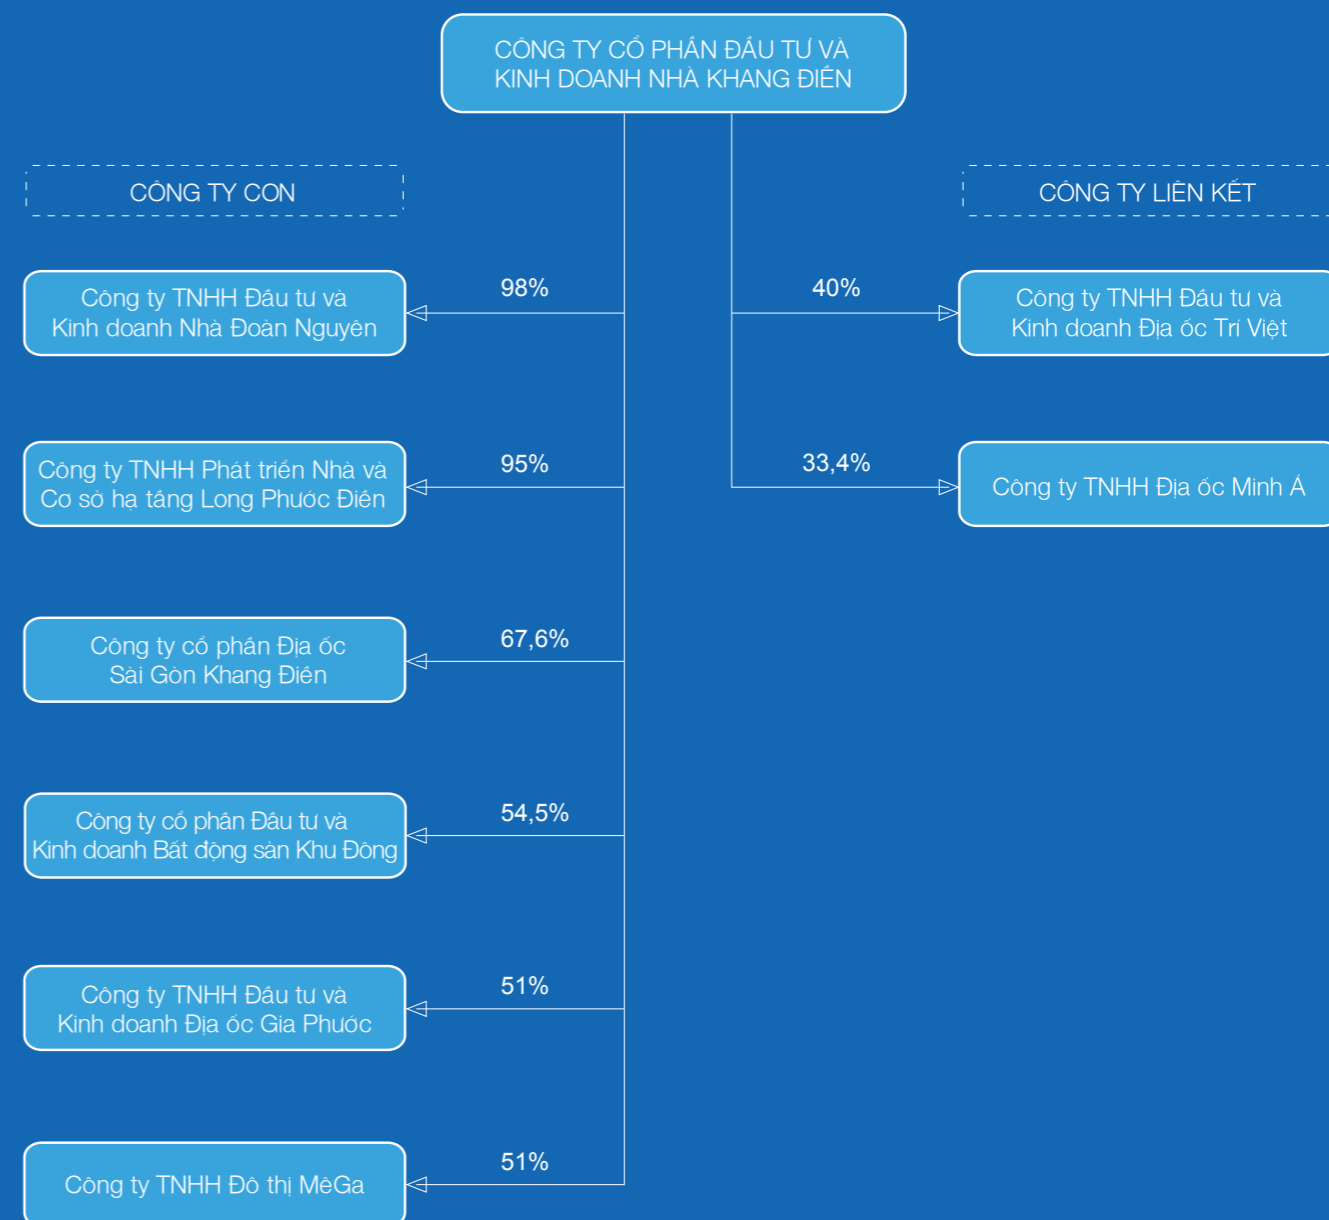 CÔNG TY CỔ PHẦN ĐẦU TƯ VÀ
KINH DOANH NHÀ KHANG ĐIỀN
CÔNG TY CON
CÔNG TY LIÊN KẾT
98%
40%
Công ty TNHH Đầu tư và
Kinh doanh Nhà Đoàn Nguyên
Công ty TNHH Đầu tư và
Kinh doanh Địa ốc Trí Việt
95%
33,4%
Công ty TNHH Phát triển Nhà và
Cơ sở hạ tầng Long Phước Điền
Công ty TNHH Địa ốc Minh Á
67,6%
Công ty cổ phần Địa ốc
Sài Gòn Khang Điền
54,5%
Công ty cổ phần Đầu tư và
Kinh doanh Bất động sản Khu Đông
51%
Công ty TNHH Đầu tư và
Kinh doanh Địa ốc Gia Phước
51%
Công ty TNHH Đô thị MêGa